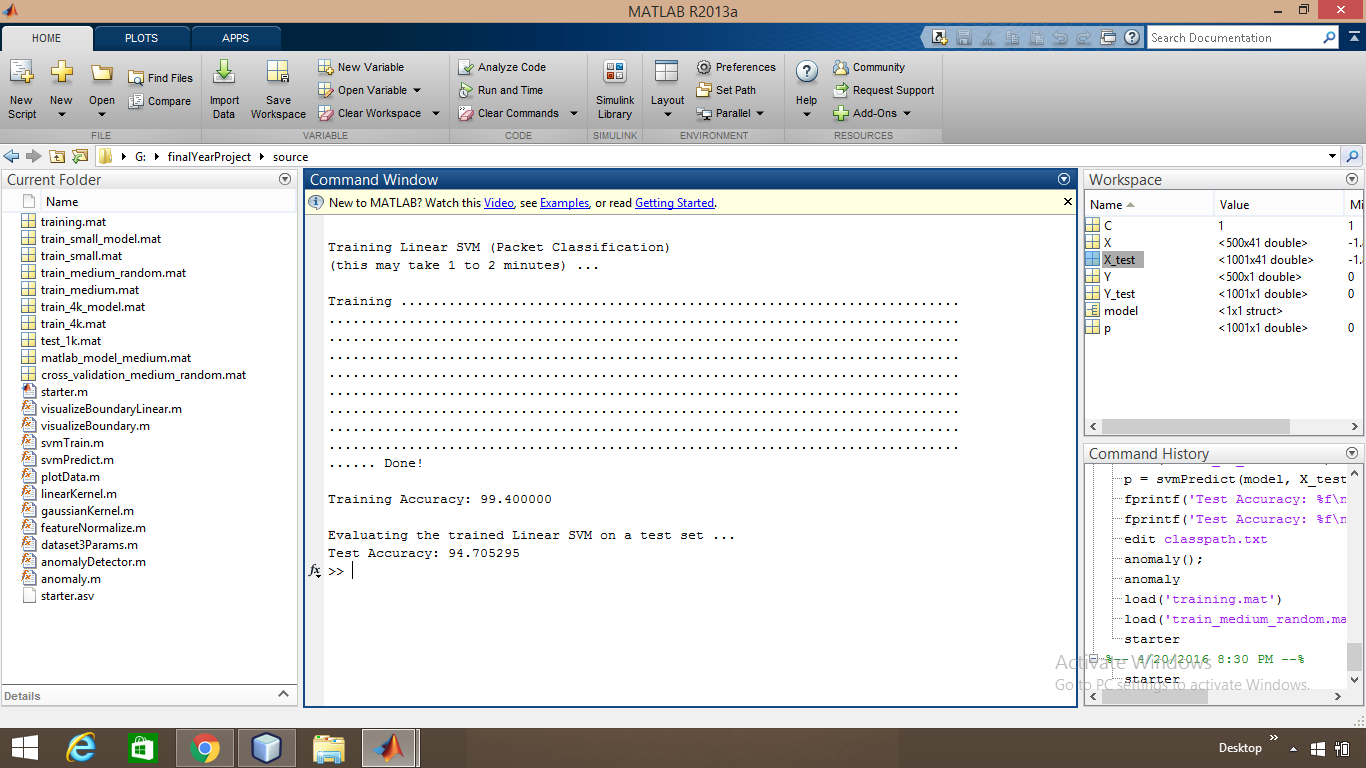 MATLAB R2013a
HOME PLOTS APPS
Search Documentation
New Script
New
Open
Find Files
Compare
FILE
Import Data
Save Workspace
New Variable
Open Variable
Clear Workspace
VARIABLE
Analyze Code
Run and Time
Clear Commands
CODE
Simulink Library
SIMULINK
Layout
Preferences
Set Path
Parallel
ENVIRONMENT
Help
Community
Request Support
Add-Ons
RESOURCES
G: finalYearProject source
Current Folder
Name
training.mat
train_small_model.mat
train_small.mat
train_medium_random.mat
train_medium.mat
train_4k_model.mat
train_4k.mat
test_1k.mat
matlab_model_medium.mat
cross_validation_medium_random.mat
starter.m
visualizeBoundaryLinear.m
visualizeBoundary.m
svmTrain.m
svmPredict.m
plotData.m
linearKernel.m
gaussianKernel.m
featureNormalize.m
dataset3Params.m
anomalyDetector.m
anomaly.m
starter.asv
Details
Command Window
New to MATLAB? Watch this Video, see Examples, or read Getting Started.
Training Linear SVM (Packet Classification)
(this may take 1 to 2 minutes) ...
Training ......................................................................
...............................................................................
...............................................................................
...............................................................................
...............................................................................
...............................................................................
...............................................................................
...............................................................................
...............................................................................
...... Done!
Training Accuracy: 99.400000
Evaluating the trained Linear SVM on a test set ...
Test Accuracy: 94.705295
fx >>
Workspace
Name Value Mi
C 1 1
X <500x41 double> -1.
X_test <1001x41 double> -1.
Y <500x1 double> 0
Y_test <1001x1 double> 0
model <1x1 struct>
p <1001x1 double> 0
Command History
p = svmPredict(model, X_test
fprintf('Test Accuracy: %f\n
fprintf('Test Accuracy: %f\n
edit classpath.txt
anomaly();
anomaly
load('training.mat')
load('train_medium_random.ma
starter
%-- 4/20/2016 8:30 PM --%
starter
Activate Windows
Go to PC settings to activate Windows.
Desktop